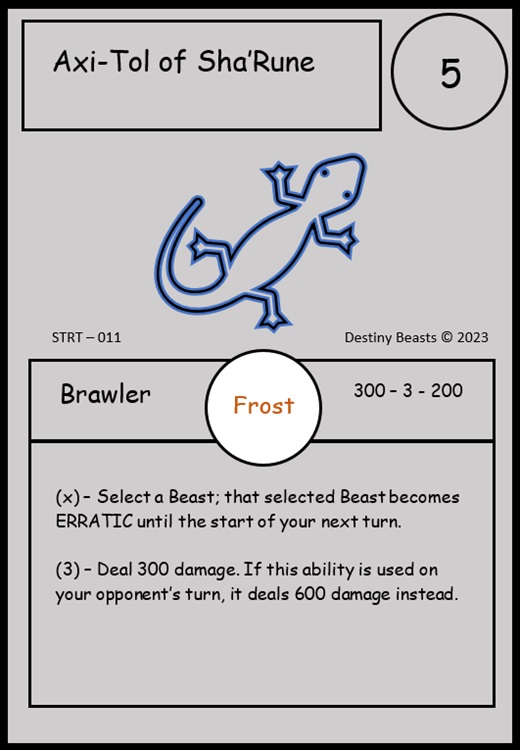 Axi-Tol of Sha'Rune
5
STRT – 011
Destiny Beasts © 2023
Brawler
Frost
300 – 3 - 200
(x) – Select a Beast; that selected Beast becomes
ERRATIC until the start of your next turn.
(3) – Deal 300 damage. If this ability is used on
your opponent's turn, it deals 600 damage instead.